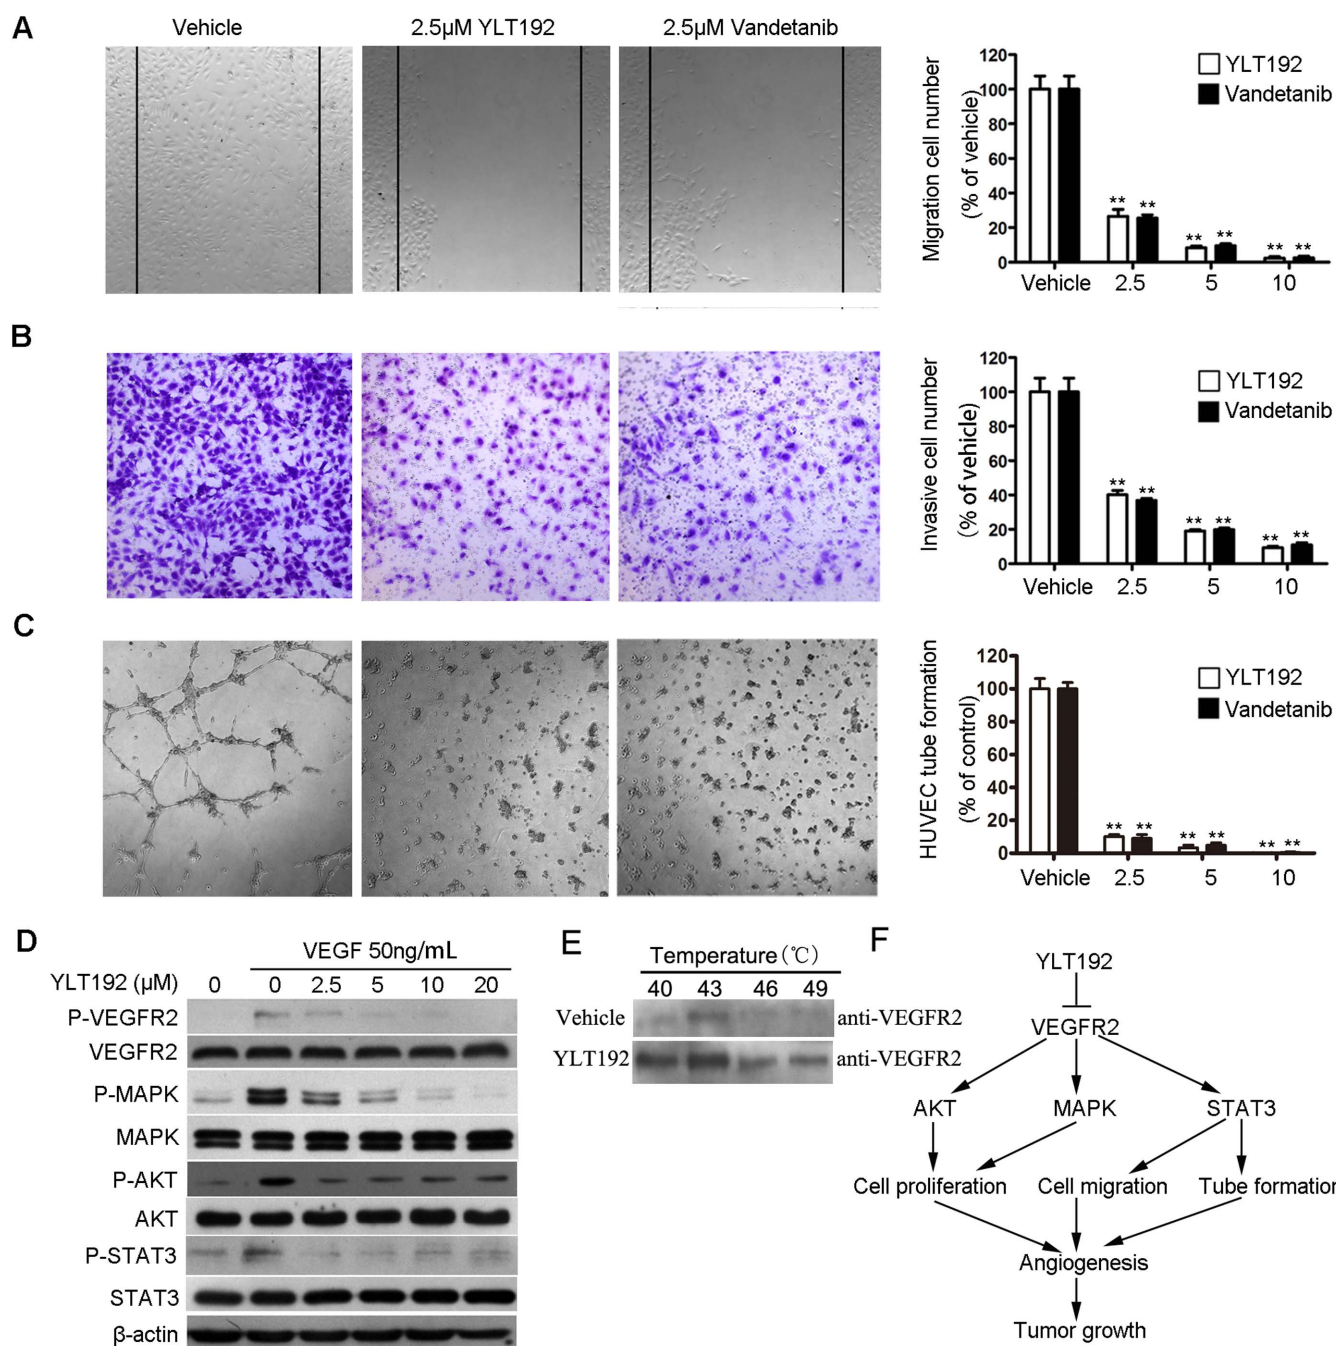 A
Vehicle
2.5μM YLT192
2.5μM Vandetanib
Migration cell number
(% of vehicle)
120
100
80
60
40
20
0
YLT192
Vandetanib
** **
** **
** **
Vehicle 2.5 5 10
B
Invasive cell number
(% of vehicle)
120
100
80
60
40
20
0
YLT192
Vandetanib
** **
** **
** **
Vehicle 2.5 5 10
C
HUVEC tube formation
(% of control)
120
100
80
60
40
20
0
YLT192
Vandetanib
** **
** **
** **
Vehicle 2.5 5 10
D
VEGF 50ng/mL
YLT192 (μM) 0 0 2.5 5 10 20
P-VEGFR2
VEGFR2
P-MAPK
MAPK
P-AKT
AKT
P-STAT3
STAT3
β-actin
E
Temperature(℃)
40 43 46 49
Vehicle anti-VEGFR2
YLT192 anti-VEGFR2
F
YLT192
VEGFR2
AKT MAPK STAT3
Cell proliferation Cell migration Tube formation
Angiogenesis
Tumor growth